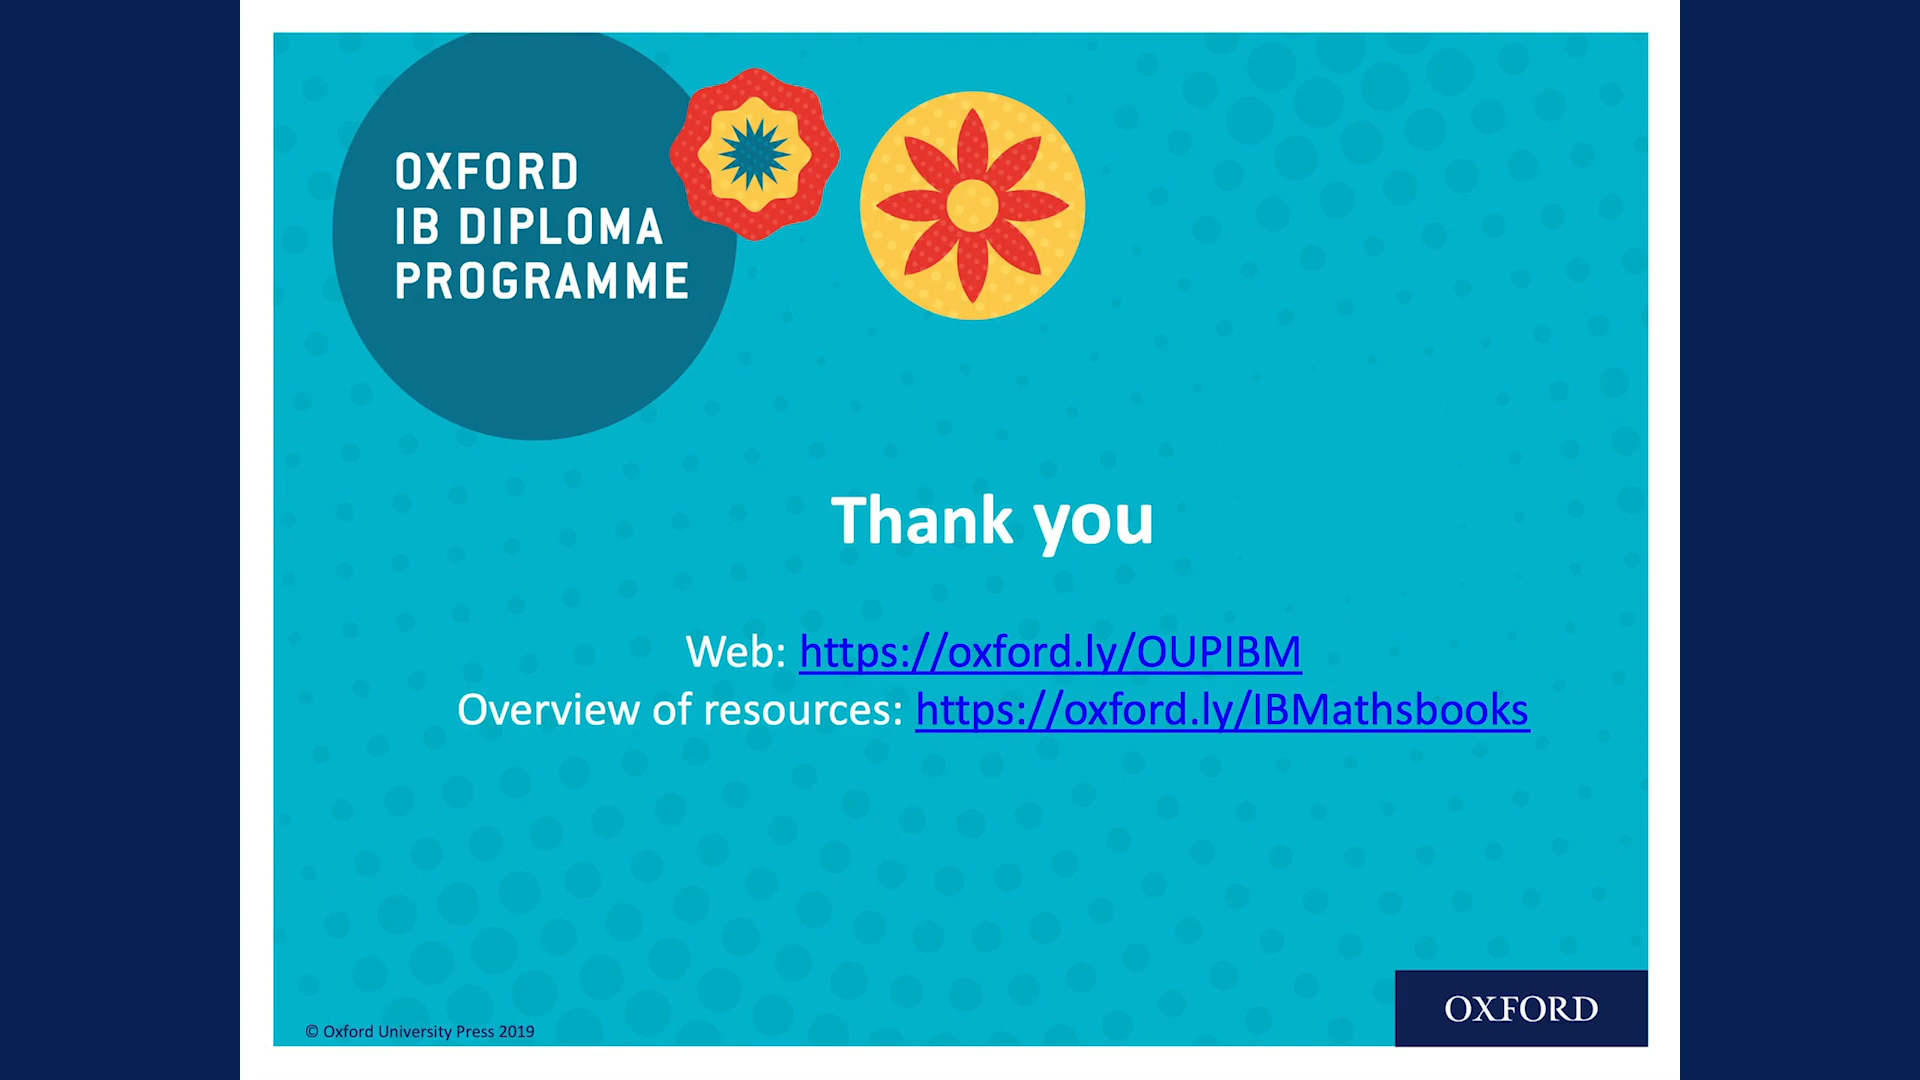 OXFORD
IB DIPLOMA
PROGRAMME
Thank you
Web: https://oxford.ly/OUPIBM
Overview of resources: https://oxford.ly/IBMathsbooks
© Oxford University Press 2019
OXFORD